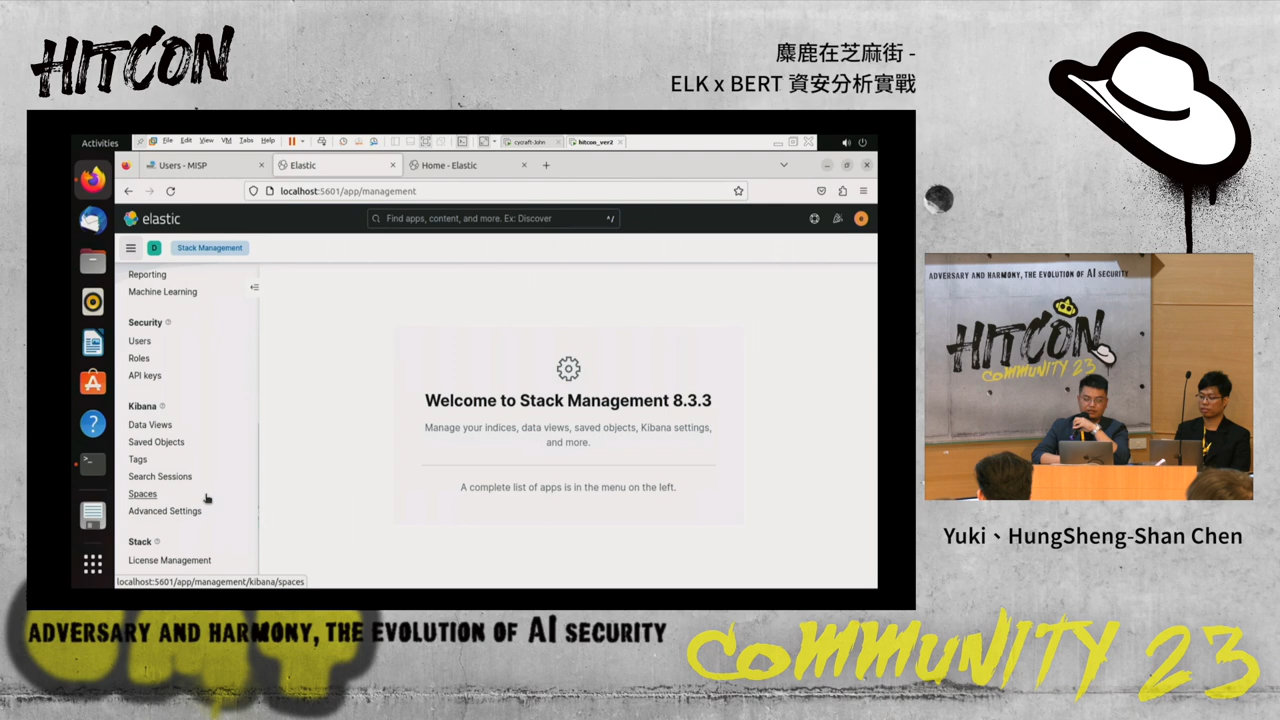 HITCON
麋鹿在芝麻街 -
ELK x BERT 資安分析實戰
Activities
File Edit View VM Tabs Help
cycraft-John
hitcon_ver2
Users - MISP
Elastic
Home - Elastic
localhost:5601/app/management
elastic
Find apps, content, and more. Ex: Discover
^/
D
Stack Management
Reporting
Machine Learning
Security
Users
Roles
API keys
Kibana
Data Views
Saved Objects
Tags
Search Sessions
Spaces
Advanced Settings
Stack
License Management
localhost:5601/app/management/kibana/spaces
Welcome to Stack Management 8.3.3
Manage your indices, data views, saved objects, Kibana settings,
and more.
A complete list of apps is in the menu on the left.
ADVERSARY AND HARMONY, THE EVOLUTION OF AI SECURITY
HITCON
COMMUNITY 23
Yuki、HungSheng-Shan Chen
ADVERSARY AND HARMONY, THE EVOLUTION OF AI SECURITY
COMMUNITY 23